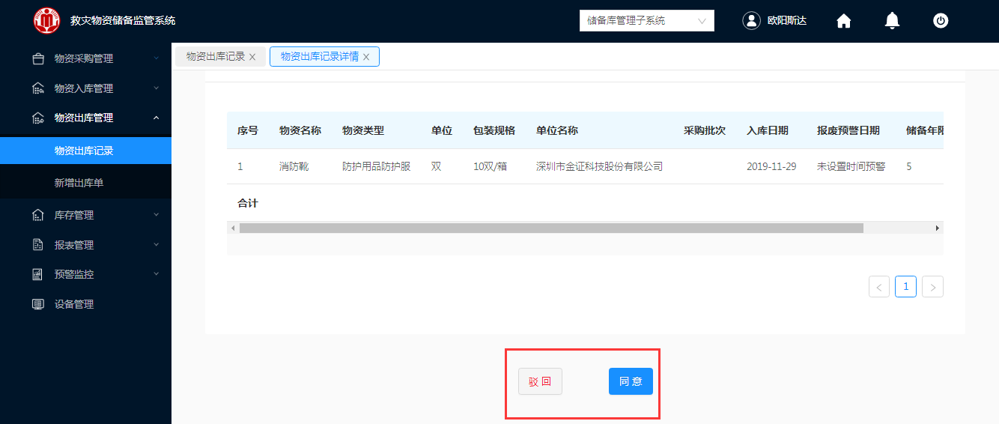 救灾物资储备监管系统
储备库管理子系统
欧阳斯达
物资采购管理
物资入库管理
物资出库管理
物资出库记录
新增出库单
库存管理
报表管理
预警监控
设备管理
物资出库记录 X
物资出库记录详情 X
序号 物资名称 物资类型 单位 包装规格 单位名称 采购批次 入库日期 报废预警日期 储备年限
1 消防靴 防护用品防护服 双 10双/箱 深圳市金证科技股份有限公司 2019-11-29 未设置时间预警 5
合计
< 1 >
驳 回 同 意